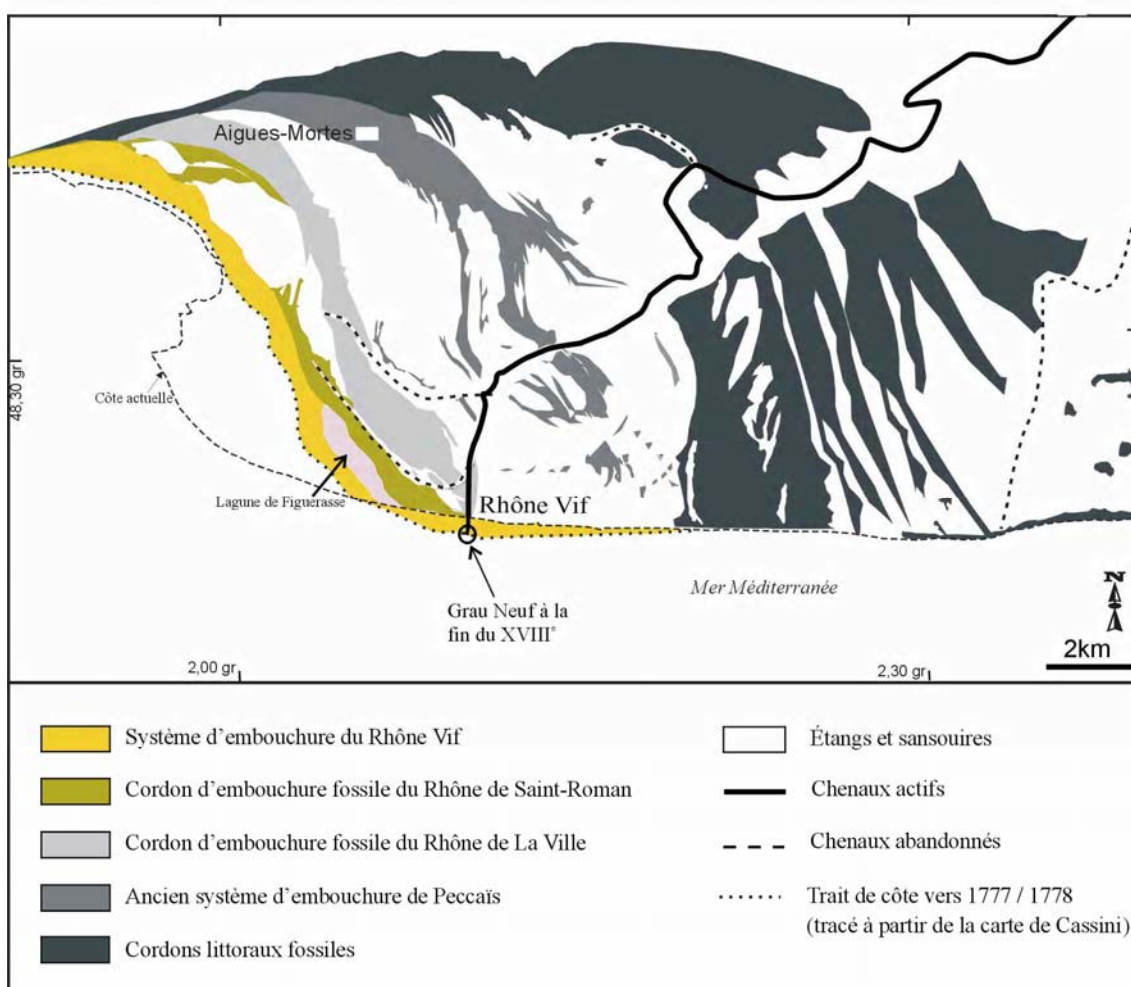 Aigues-Mortes
48,30 gr
Côte actuelle
Lagune de Figuerasse
Rhône Vif
Grau Neuf à la
fin du XVIII°
Mer Méditerranée
N
2km
2,00 gr
2,30 gr
Système d'embouchure du Rhône Vif
Cordon d'embouchure fossile du Rhône de Saint-Roman
Cordon d'embouchure fossile du Rhône de La Ville
Ancien système d'embouchure de Peccaïs
Cordons littoraux fossiles
Étangs et sansouires
Chenaux actifs
Chenaux abandonnés
Trait de côte vers 1777 / 1778
(tracé à partir de la carte de Cassini)